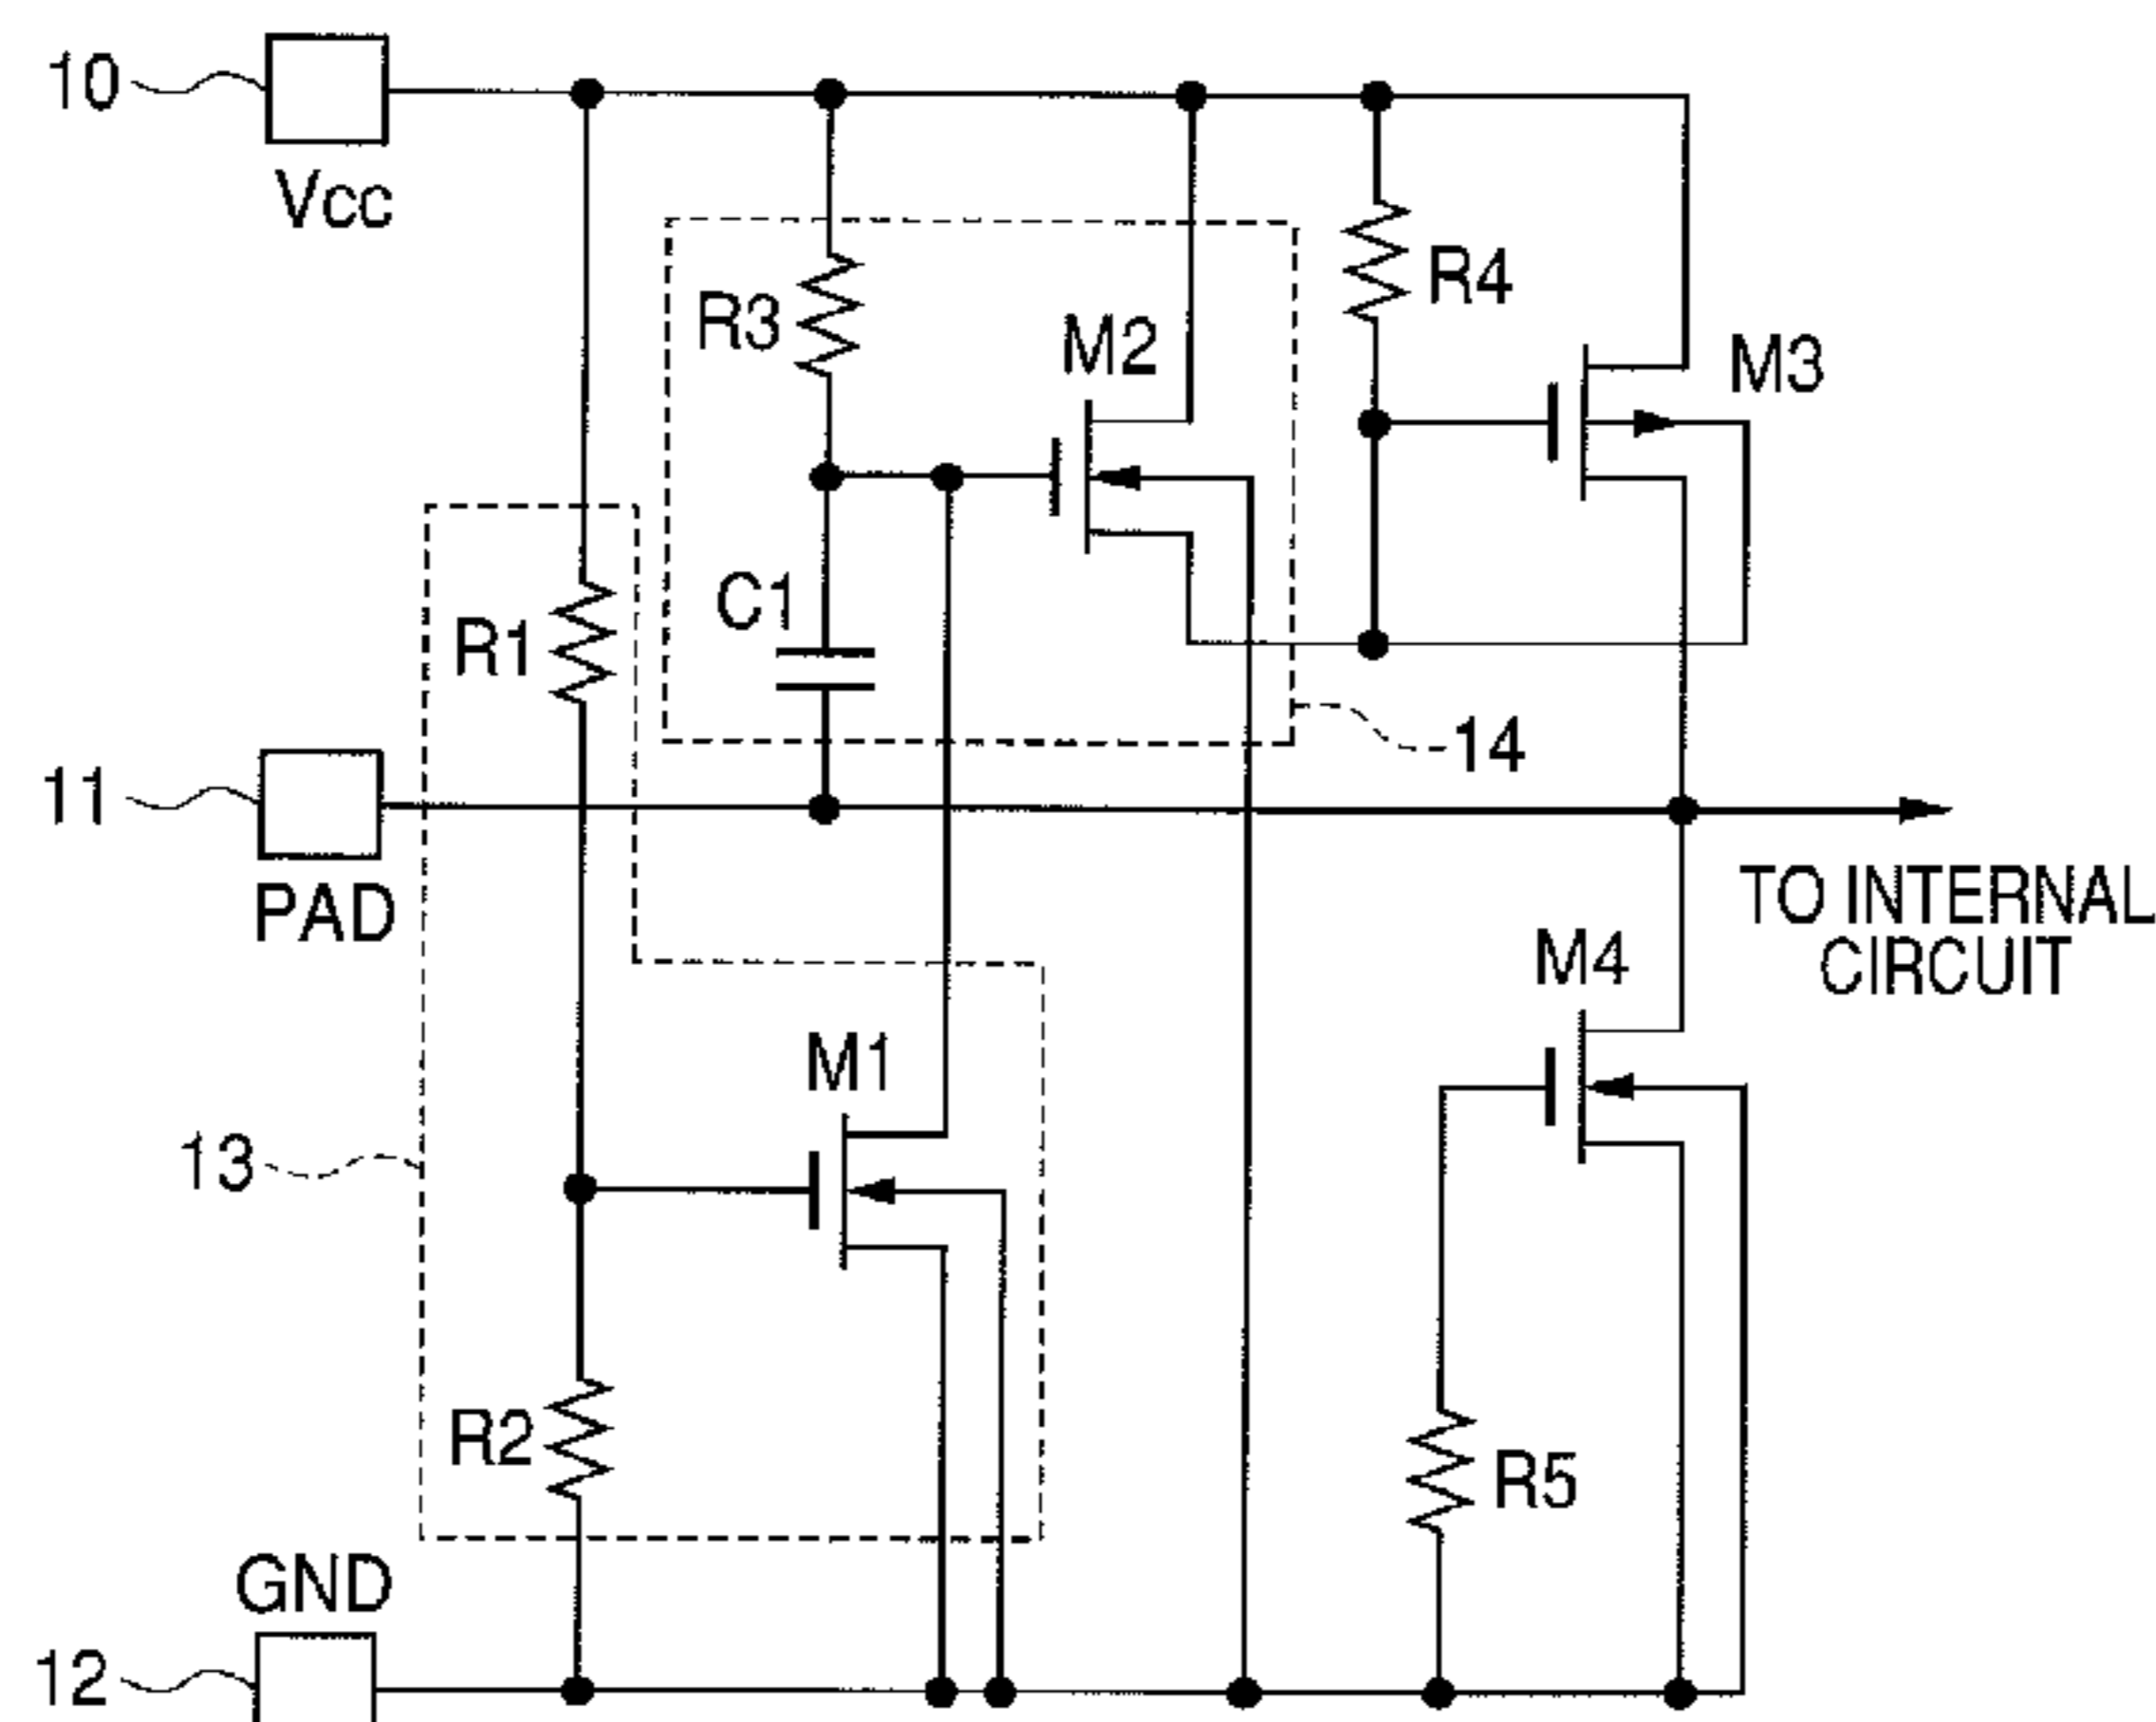 10
Vcc
R3
M2
R4
M3
C1
R1
14
11
PAD
TO INTERNAL
CIRCUIT
M4
M1
13
R2
R5
GND
12